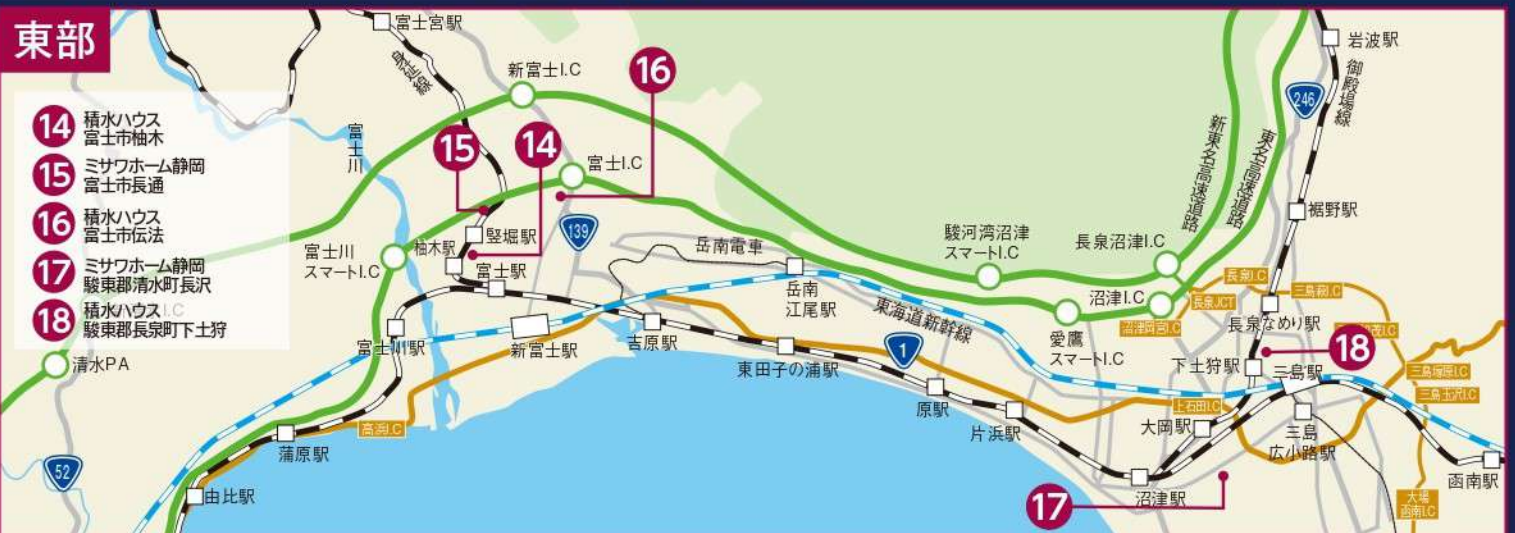 東部
14
積水ハウス
富士市柚木
15
ミサワホーム静岡
富士市長通
16
積水ハウス
富士市伝法
17
ミサワホーム静岡
駿東郡清水町長沢
18
積水ハウス
駿東郡長泉町下土狩
富士宮駅
身延線
新富士I.C
16
岩波駅
246
御殿場線
富士川
15
14
富士I.C
新東名高速道路
東名高速道路
裾野駅
富士川
スマートI.C
柚木駅
竪堀駅
139
富士駅
岳南電車
駿河湾沼津
スマートI.C
長泉沼津I.C
長泉I.C
三島萩I.C
長泉JCT
沼津I.C
岳南
江尾駅
東海道新幹線
愛鷹
スマートI.C
沼津岡宮I.C
長泉なめり駅
18
清水PA
富士川駅
新富士駅
吉原駅
東田子の浦駅
1
下土狩駅
三島駅
三島塚原I.C
三島玉沢I.C
原駅
片浜駅
上石田I.C
大岡駅
三島
広小路駅
高浜I.C
蒲原駅
52
由比駅
17
沼津駅
函南駅
大場
函南I.C